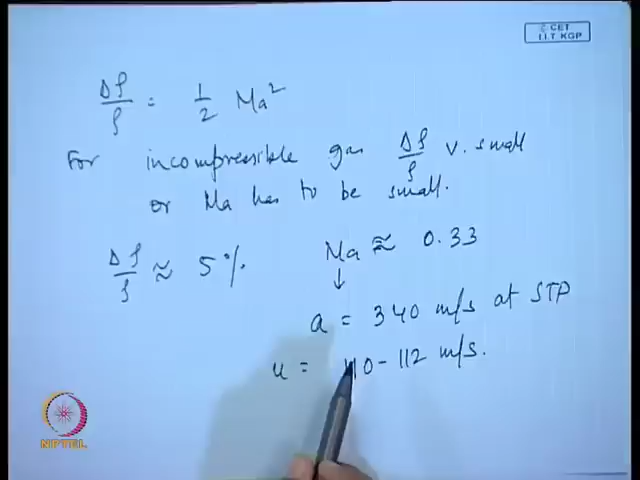 © CET
I.I.T. KGP
Δρ/ρ = 1/2 Ma²
For incompressible gas Δρ/ρ v. small
or Ma has to be small.
Δρ/ρ ≈ 5% Ma ≈ 0.33
↓
a = 340 m/s at STP
u = 110 - 112 m/s.
NPTEL